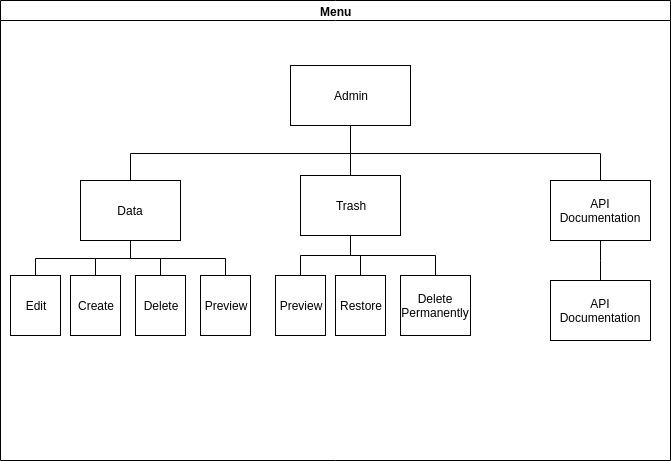 Menu
Admin
Data
Trash
API
Documentation
Edit
Create
Delete
Preview
Preview
Restore
Delete
Permanently
API
Documentation